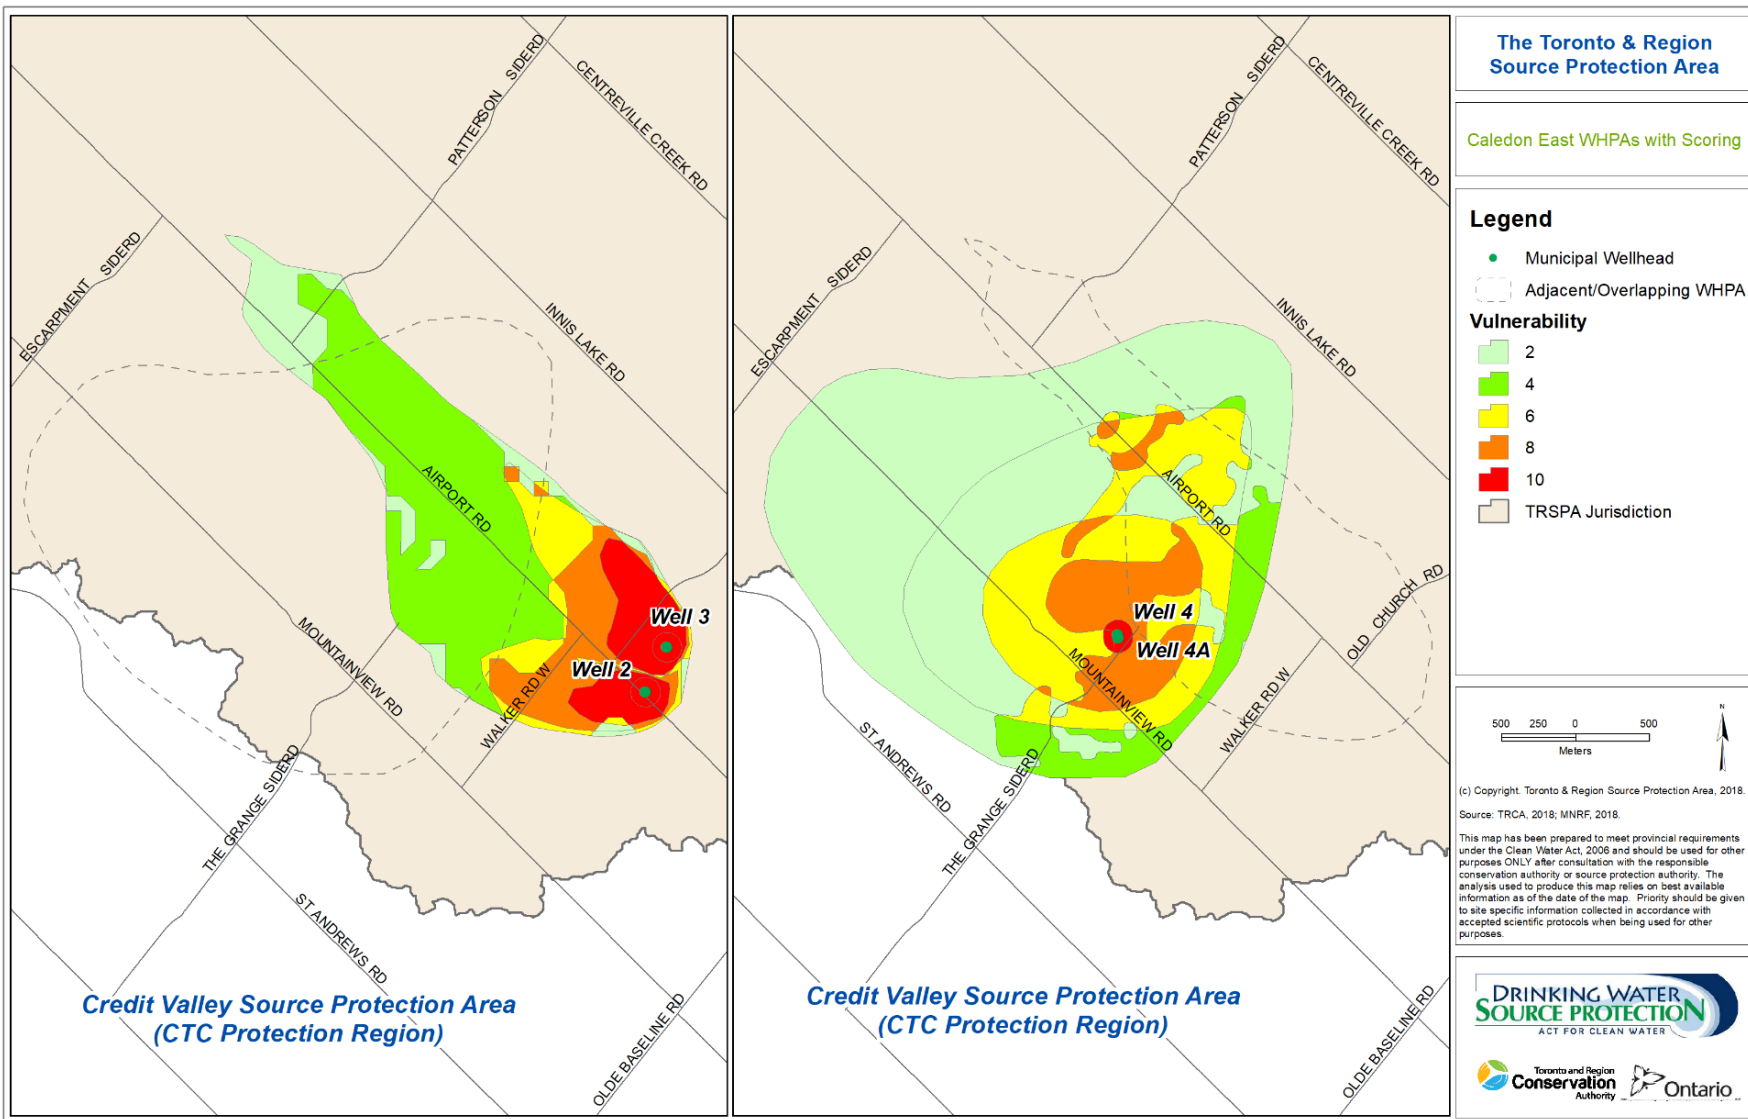 PATTERSON SIDERD
CENTREVILLE CREEK RD
ESCARPMENT SIDERD
INNIS LAKE RD
AIRPORT RD
MOUNTAINVIEW RD
Well 3
Well 2
WALKER RD W
THE GRANGE SIDERD
ST ANDREWS RD
OLDE BASELINE RD
Credit Valley Source Protection Area
(CTC Protection Region)
PATTERSON SIDERD
CENTREVILLE CREEK RD
ESCARPMENT SIDERD
INNIS LAKE RD
AIRPORT RD
OLD CHURCH RD
Well 4
Well 4A
MOUNTAINVIEW RD
WALKER RD W
ST ANDREWS RD
THE GRANGE SIDERD
OLDE BASELINE RD
Credit Valley Source Protection Area
(CTC Protection Region)
The Toronto & Region
Source Protection Area
Caledon East WHPAs with Scoring
Legend
Municipal Wellhead
Adjacent/Overlapping WHPA
Vulnerability
2
4
6
8
10
TRSPA Jurisdiction
500 250 0 500
Meters
N
(c) Copyright. Toronto & Region Source Protection Area, 2018.
Source: TRCA, 2018; MNRF, 2018.
This map has been prepared to meet provincial requirements
under the Clean Water Act, 2006 and should be used for other
purposes ONLY after consultation with the responsible
conservation authority or source protection authority. The
analysis used to produce this map relies on best available
information as of the date of the map. Priority should be given
to site specific information collected in accordance with
accepted scientific protocols when being used for other
purposes.
DRINKING WATER
SOURCE PROTECTION
ACT FOR CLEAN WATER
Toronto and Region
Conservation
Authority
Ontario